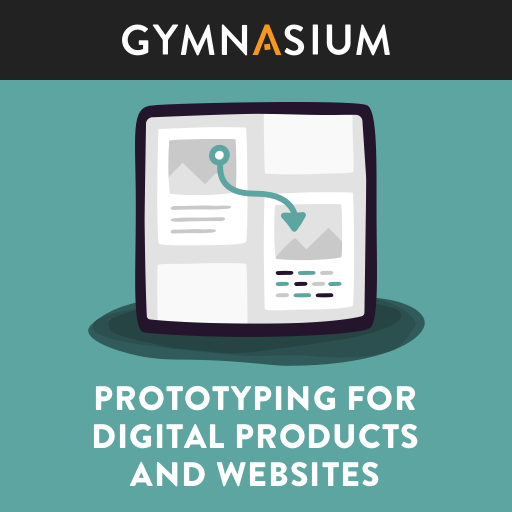 GYMNASIUM
PROTOTYPING FOR
DIGITAL PRODUCTS
AND WEBSITES